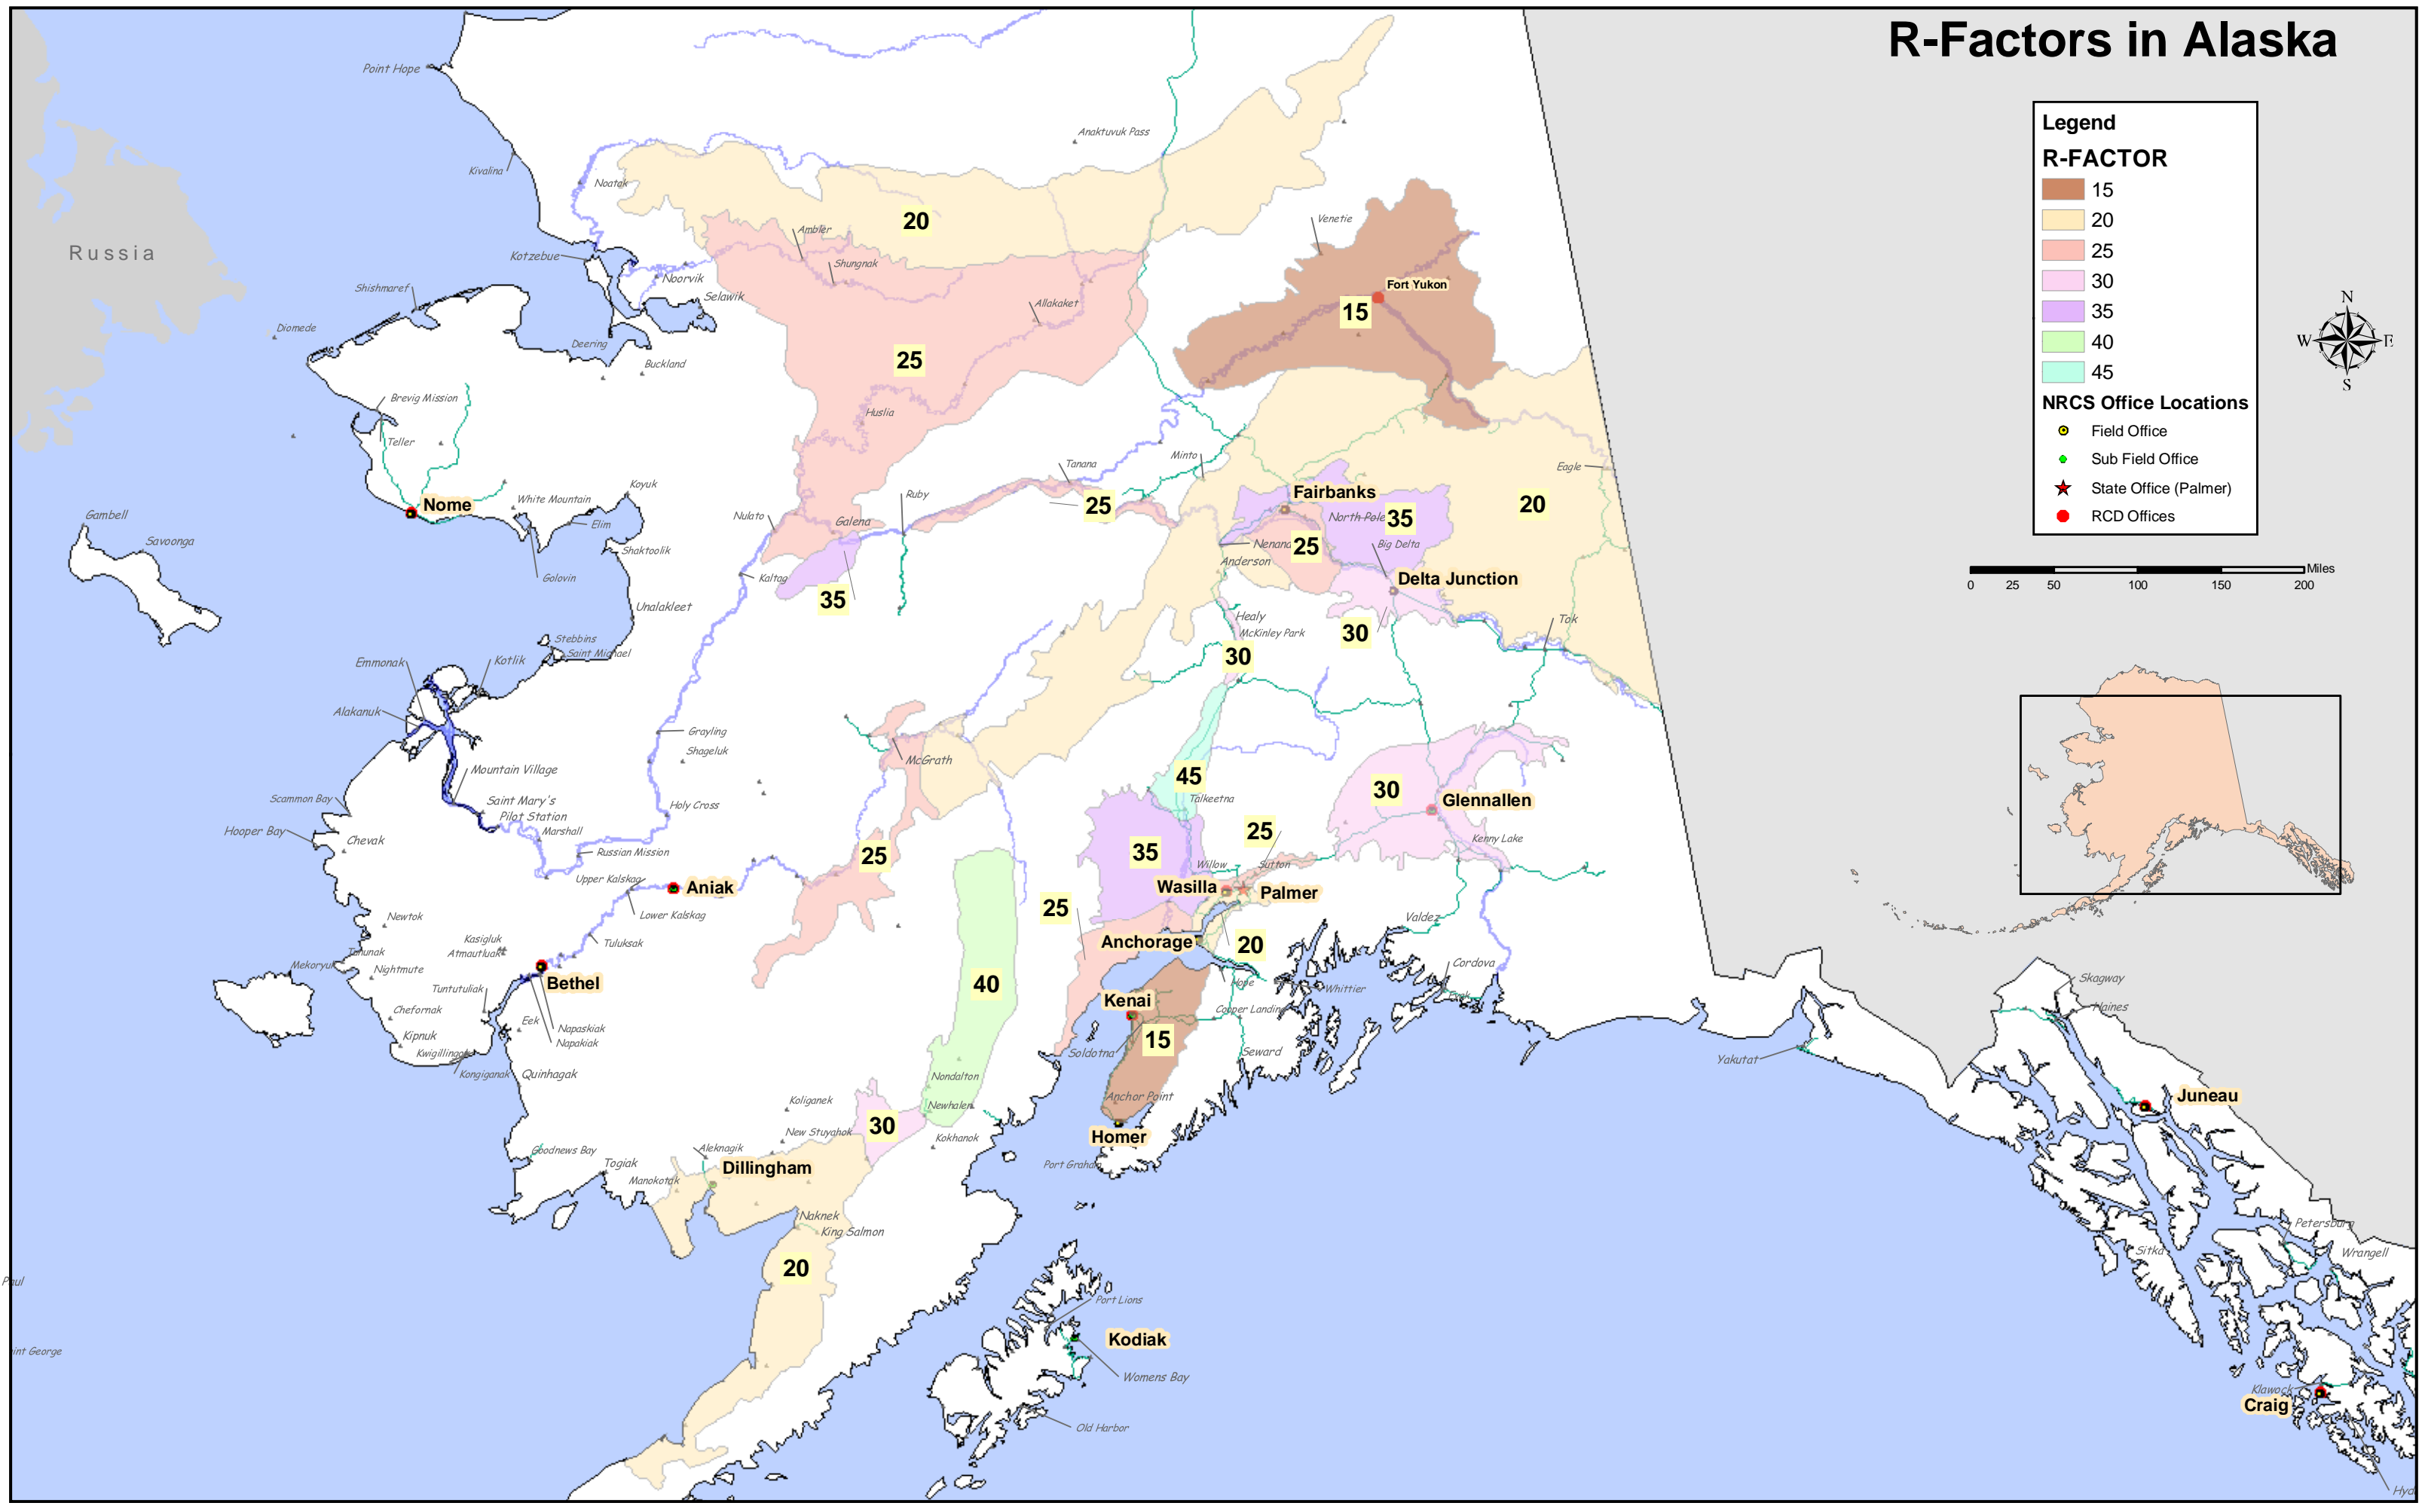 R-Factors in Alaska
Legend
R-FACTOR
15
20
25
30
35
40
45
NRCS Office Locations
Field Office
Sub Field Office
State Office (Palmer)
RCD Offices
N
W E
S
Miles
0 25 50 100 150 200
Russia
Point Hope
Anaktuvuk Pass
Kivalina
Noatak
20
Venetie
Ambler
Kotzebue
Shungnak
Noorvik
Fort Yukon
Shishmaref
Selawik
Allakaket
15
Diomede
Deering
25
Buckland
Brevig Mission
Huslia
Teller
Minto
Tanana
Eagle
Koyuk
Fairbanks
Ruby
White Mountain
Nome
25
20
Gambell
Nulato
Galena
North Pole
35
Elim
Savoonga
Shaktoolik
Nenana
25
Big Delta
Anderson
Golovin
Kaltag
Delta Junction
35
Unalakleet
Healy
Tok
McKinley Park
30
Stebbins
Saint Michael
30
Emmonak
Kotlik
Alakanuk
Grayling
Shageluk
McGrath
Mountain Village
45
30
Scammon Bay
Saint Mary's
Talkeetna
Glennallen
Holy Cross
Pilot Station
Hooper Bay
Marshall
25
Chevak
Kenny Lake
Russian Mission
25
35
Willow
Sutton
Upper Kalskag
Aniak
Wasilla
Palmer
Lower Kalskag
25
Newtok
Valdez
Kasigluk
Tuluksak
Anchorage
20
Atmautluak
Tununak
Mekoryuk
Nightmute
Cordova
Bethel
40
Hope
Skagway
Tuntutuliak
Whittier
Eyak
Kenai
Chefornak
Cooper Landing
Haines
Eek
Napaskiak
Kipnuk
Napakiak
15
Kwigillingok
Soldotna
Seward
Yakutat
Kongiganak
Quinhagak
Nondalton
Anchor Point
Juneau
Koliganek
Newhalen
30
New Stuyahok
Homer
Kokhanok
Goodnews Bay
Aleknagik
Togiak
Dillingham
Port Graham
Manokotak
Naknek
Petersburg
King Salmon
Sitka
Wrangell
20
Paul
Port Lions
Kodiak
int George
Womens Bay
Klawock
Craig
Old Harbor
Hyd